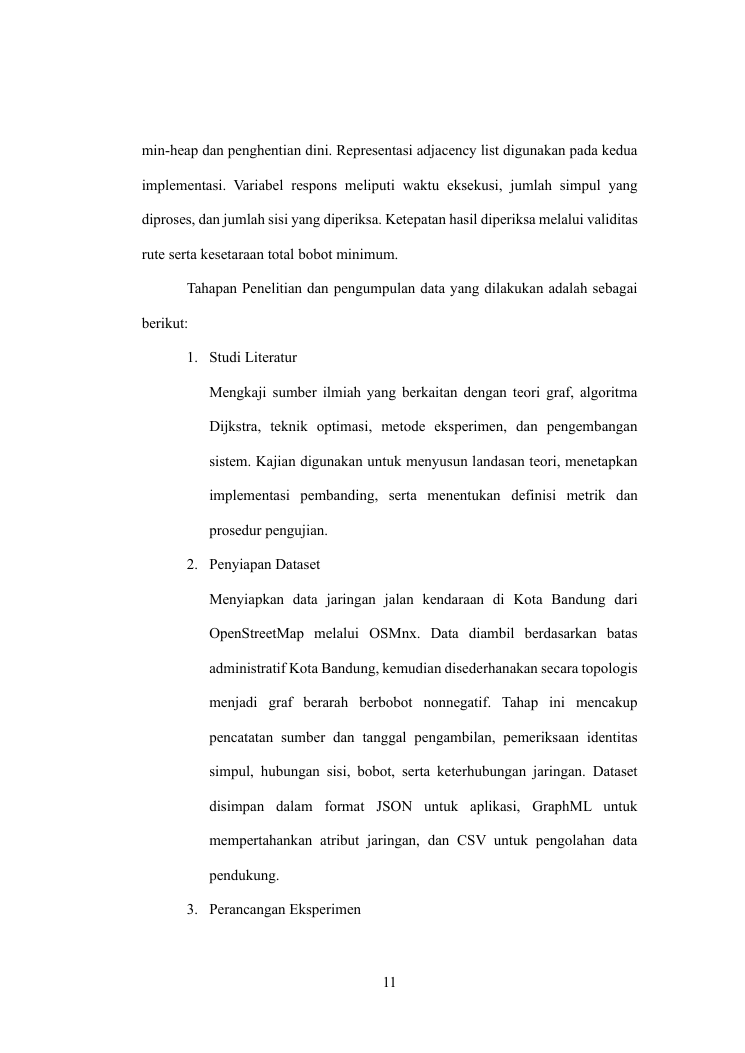 min-heap dan penghentian dini. Representasi adjacency list digunakan pada kedua
implementasi. Variabel respons meliputi waktu eksekusi, jumlah simpul yang
diproses, dan jumlah sisi yang diperiksa. Ketepatan hasil diperiksa melalui validitas
rute serta kesetaraan total bobot minimum.
Tahapan Penelitian dan pengumpulan data yang dilakukan adalah sebagai
berikut:
1. Studi Literatur
Mengkaji sumber ilmiah yang berkaitan dengan teori graf, algoritma
Dijkstra, teknik optimasi, metode eksperimen, dan pengembangan
sistem. Kajian digunakan untuk menyusun landasan teori, menetapkan
implementasi pembanding, serta menentukan definisi metrik dan
prosedur pengujian.
2. Penyiapan Dataset
Menyiapkan data jaringan jalan kendaraan di Kota Bandung dari
OpenStreetMap melalui OSMnx. Data diambil berdasarkan batas
administratif Kota Bandung, kemudian disederhanakan secara topologis
menjadi graf berarah berbobot nonnegatif. Tahap ini mencakup
pencatatan sumber dan tanggal pengambilan, pemeriksaan identitas
simpul, hubungan sisi, bobot, serta keterhubungan jaringan. Dataset
disimpan dalam format JSON untuk aplikasi, GraphML untuk
mempertahankan atribut jaringan, dan CSV untuk pengolahan data
pendukung.
3. Perancangan Eksperimen
11